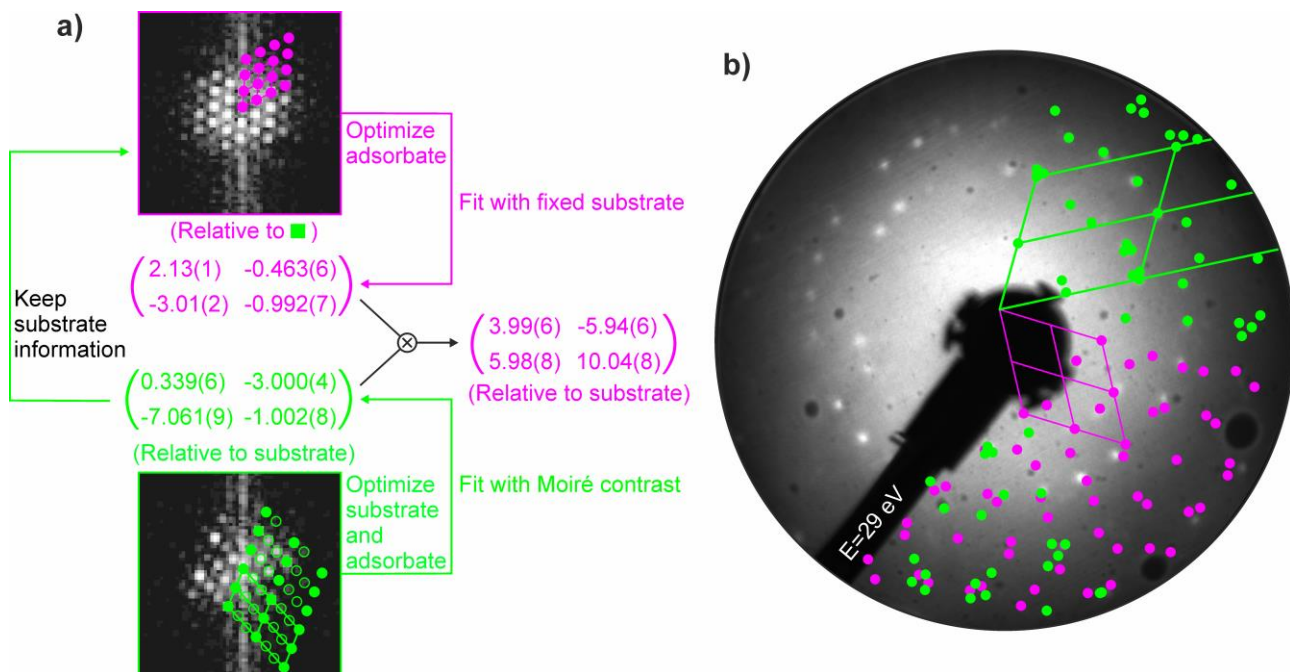 a)
Optimize
adsorbate
Fit with fixed substrate
(Relative to ■ )
2.13(1) -0.463(6)
-3.01(2) -0.992(7)
Keep
substrate
information
⊗
3.99(6) -5.94(6)
5.98(8) 10.04(8)
(Relative to substrate)
0.339(6) -3.000(4)
-7.061(9) -1.002(8)
(Relative to substrate)
Optimize
substrate
and
adsorbate
Fit with Moiré contrast
b)
E=29 eV